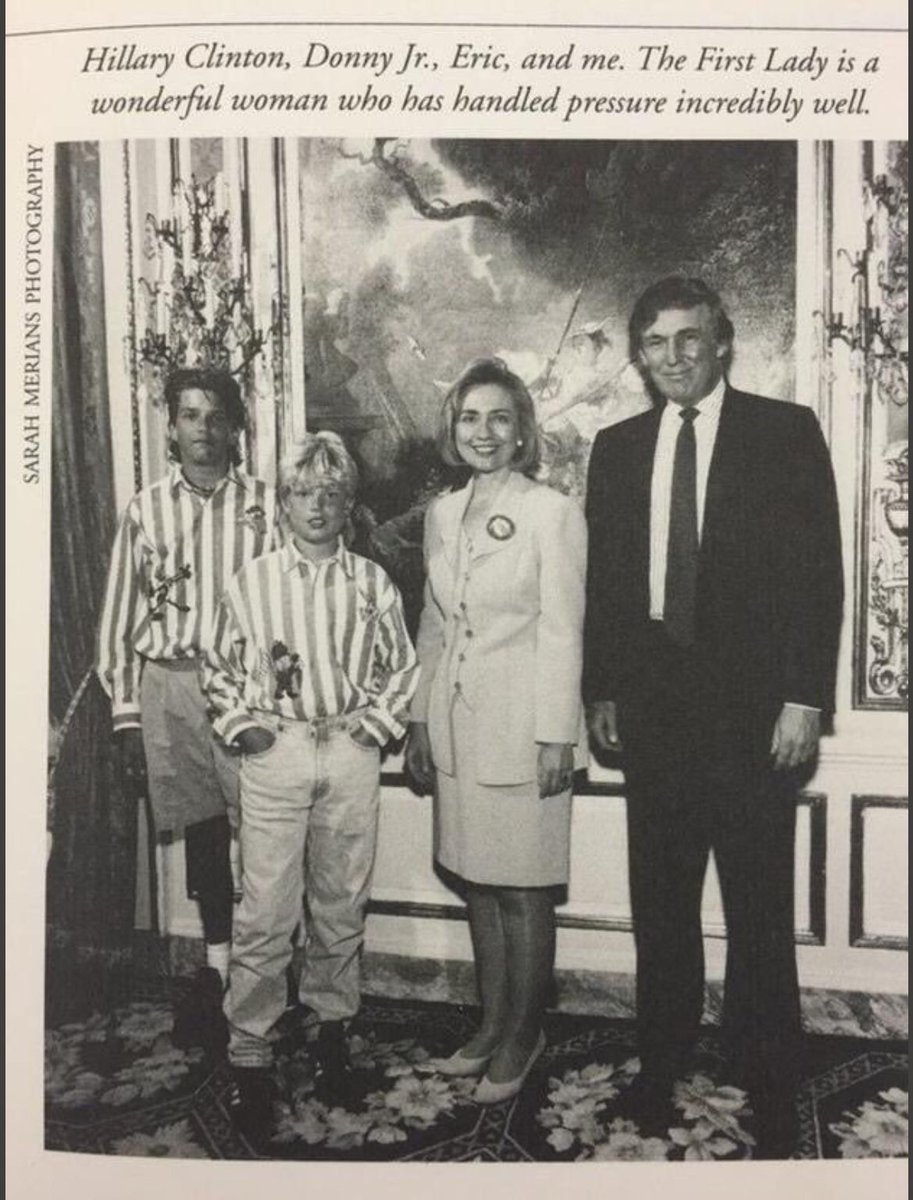 Hillary Clinton, Donny Jr., Eric, and me. The First Lady is a
wonderful woman who has handled pressure incredibly well.
SARAH MERIANS PHOTOGRAPHY